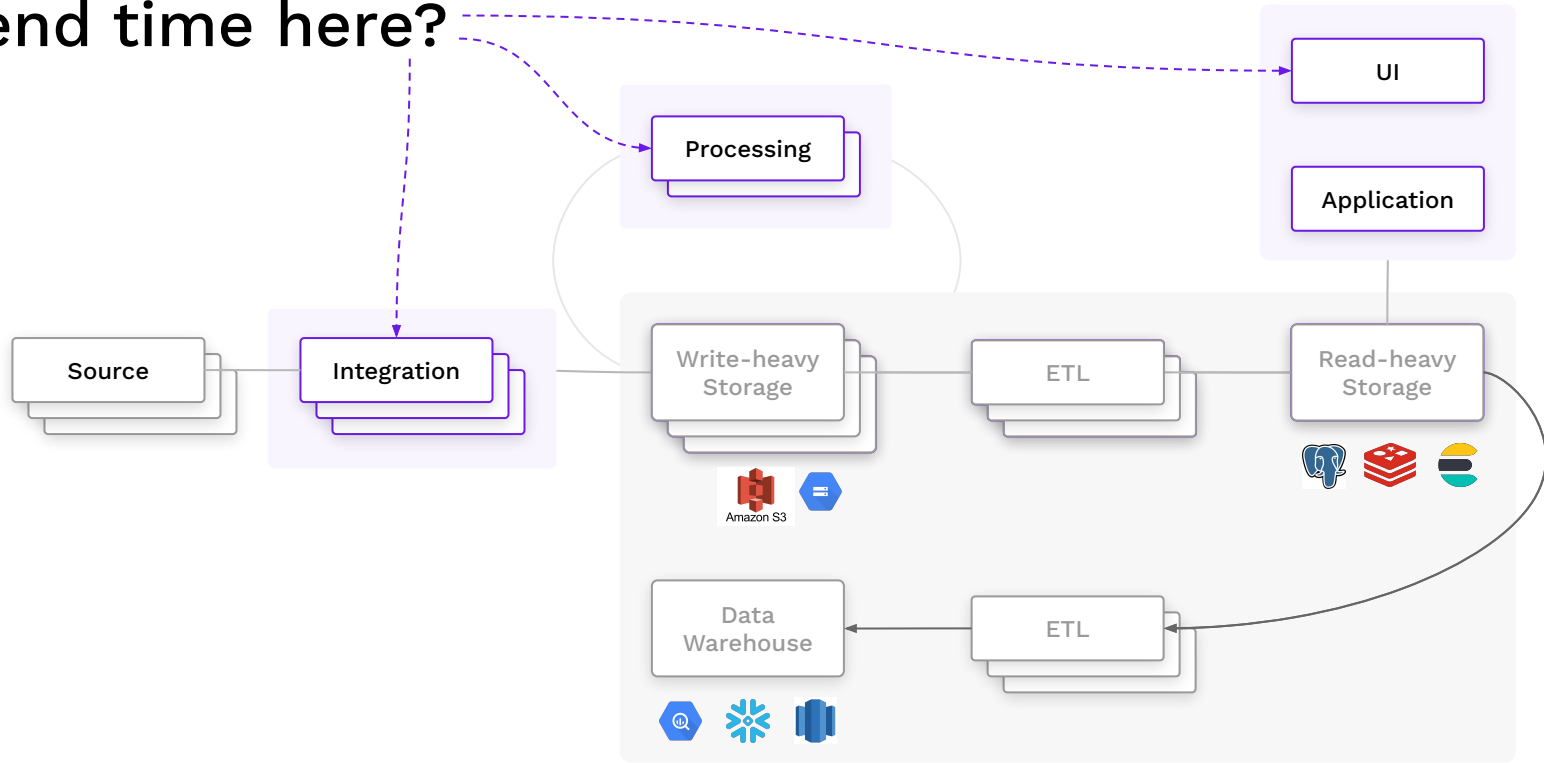 end time here?
UI
Processing
Application
Source
Integration
Write-heavy
Storage
ETL
Read-heavy
Storage
Amazon S3
Data
Warehouse
ETL